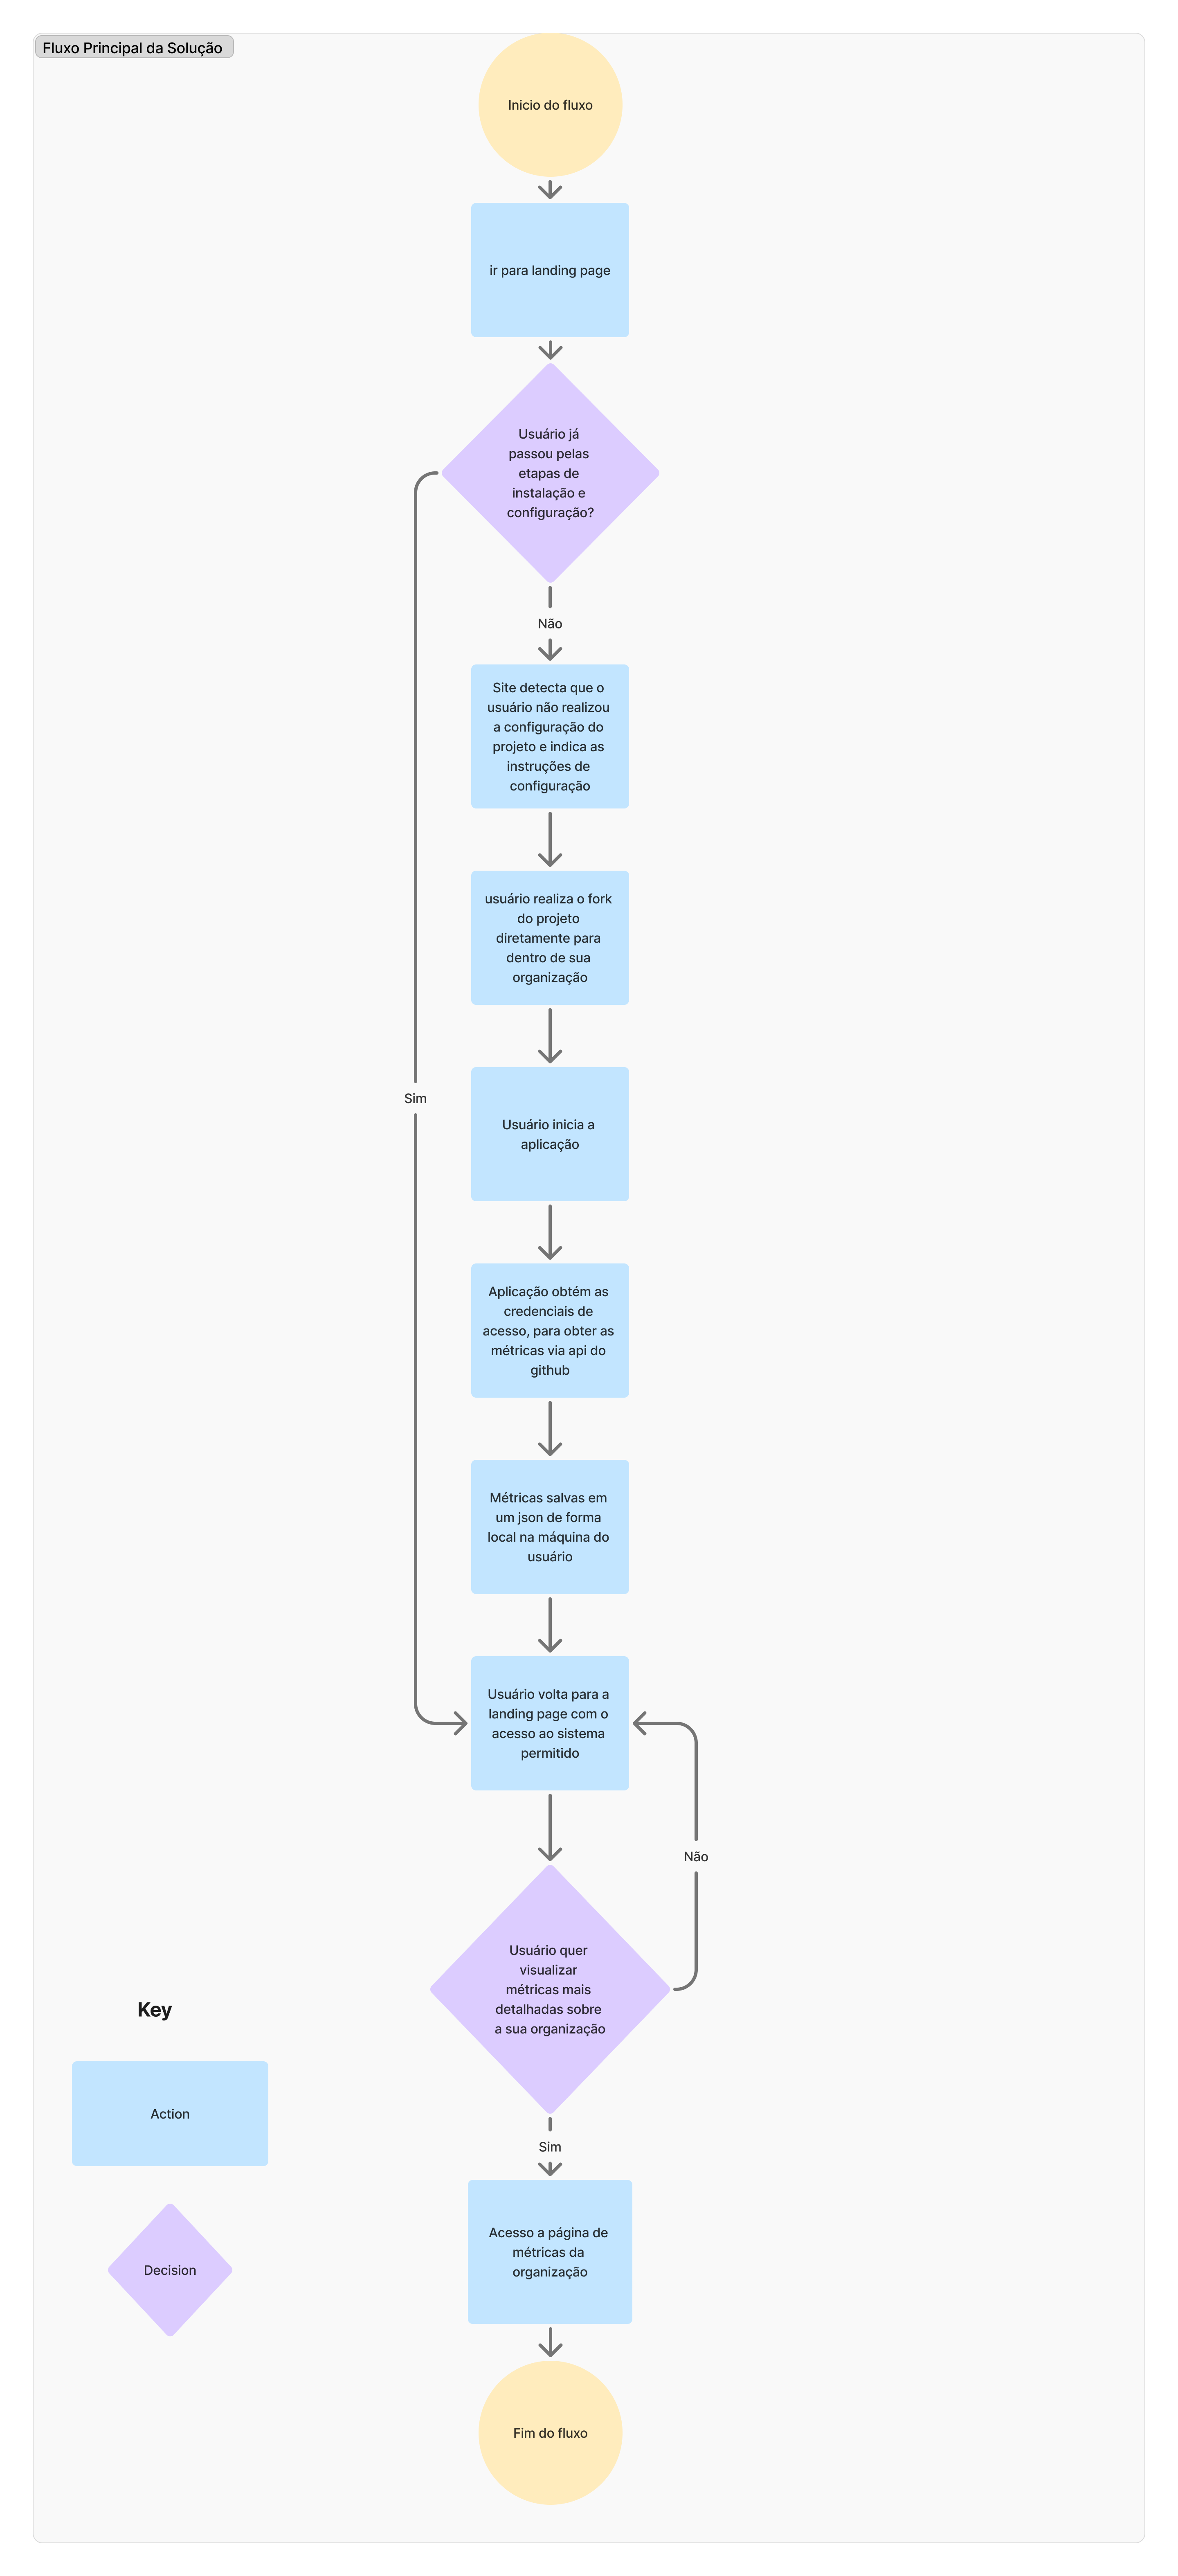 Fluxo Principal da Solução
Inicio do fluxo
ir para landing page
Usuário já
passou pelas
etapas de
instalação e
configuração?
Não
Site detecta que o
usuário não realizou
a configuração do
projeto e indica as
instruções de
configuração
usuário realiza o fork
do projeto
diretamente para
dentro de sua
organização
Sim
Usuário inicia a
aplicação
Aplicação obtém as
credenciais de
acesso, para obter as
métricas via api do
github
Métricas salvas em
um json de forma
local na máquina do
usuário
Usuário volta para a
landing page com o
acesso ao sistema
permitido
Não
Usuário quer
visualizar
métricas mais
detalhadas sobre
a sua organização
Sim
Acesso a página de
métricas da
organização
Fim do fluxo
Key
Action
Decision